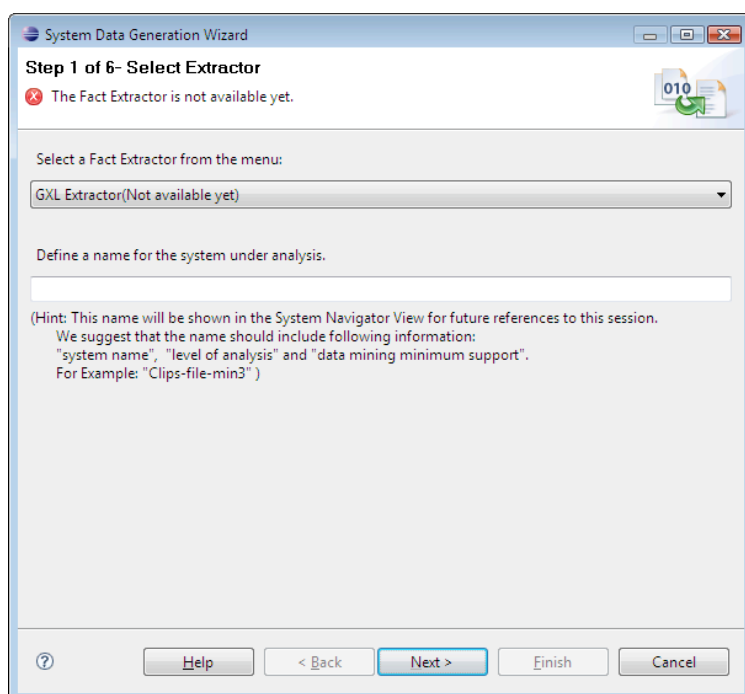 System Data Generation Wizard
Step 1 of 6- Select Extractor
The Fact Extractor is not available yet.
010
Select a Fact Extractor from the menu:
GXL Extractor(Not available yet)
Define a name for the system under analysis.
(Hint: This name will be shown in the System Navigator View for future references to this session.
We suggest that the name should include following information:
"system name", "level of analysis" and "data mining minimum support".
For Example: "Clips-file-min3" )
?
Help
< Back
Next >
Finish
Cancel